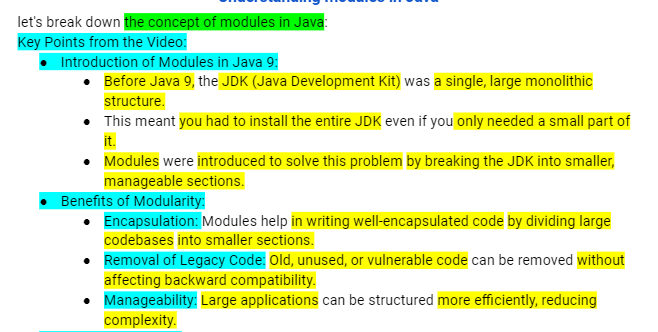 Understanding modules in Java
let's break down the concept of modules in Java:
Key Points from the Video:
● Introduction of Modules in Java 9:
● Before Java 9, the JDK (Java Development Kit) was a single, large monolithic
structure.
● This meant you had to install the entire JDK even if you only needed a small part of
it.
● Modules were introduced to solve this problem by breaking the JDK into smaller,
manageable sections.
● Benefits of Modularity:
● Encapsulation: Modules help in writing well-encapsulated code by dividing large
codebases into smaller sections.
● Removal of Legacy Code: Old, unused, or vulnerable code can be removed without
affecting backward compatibility.
● Manageability: Large applications can be structured more efficiently, reducing
complexity.